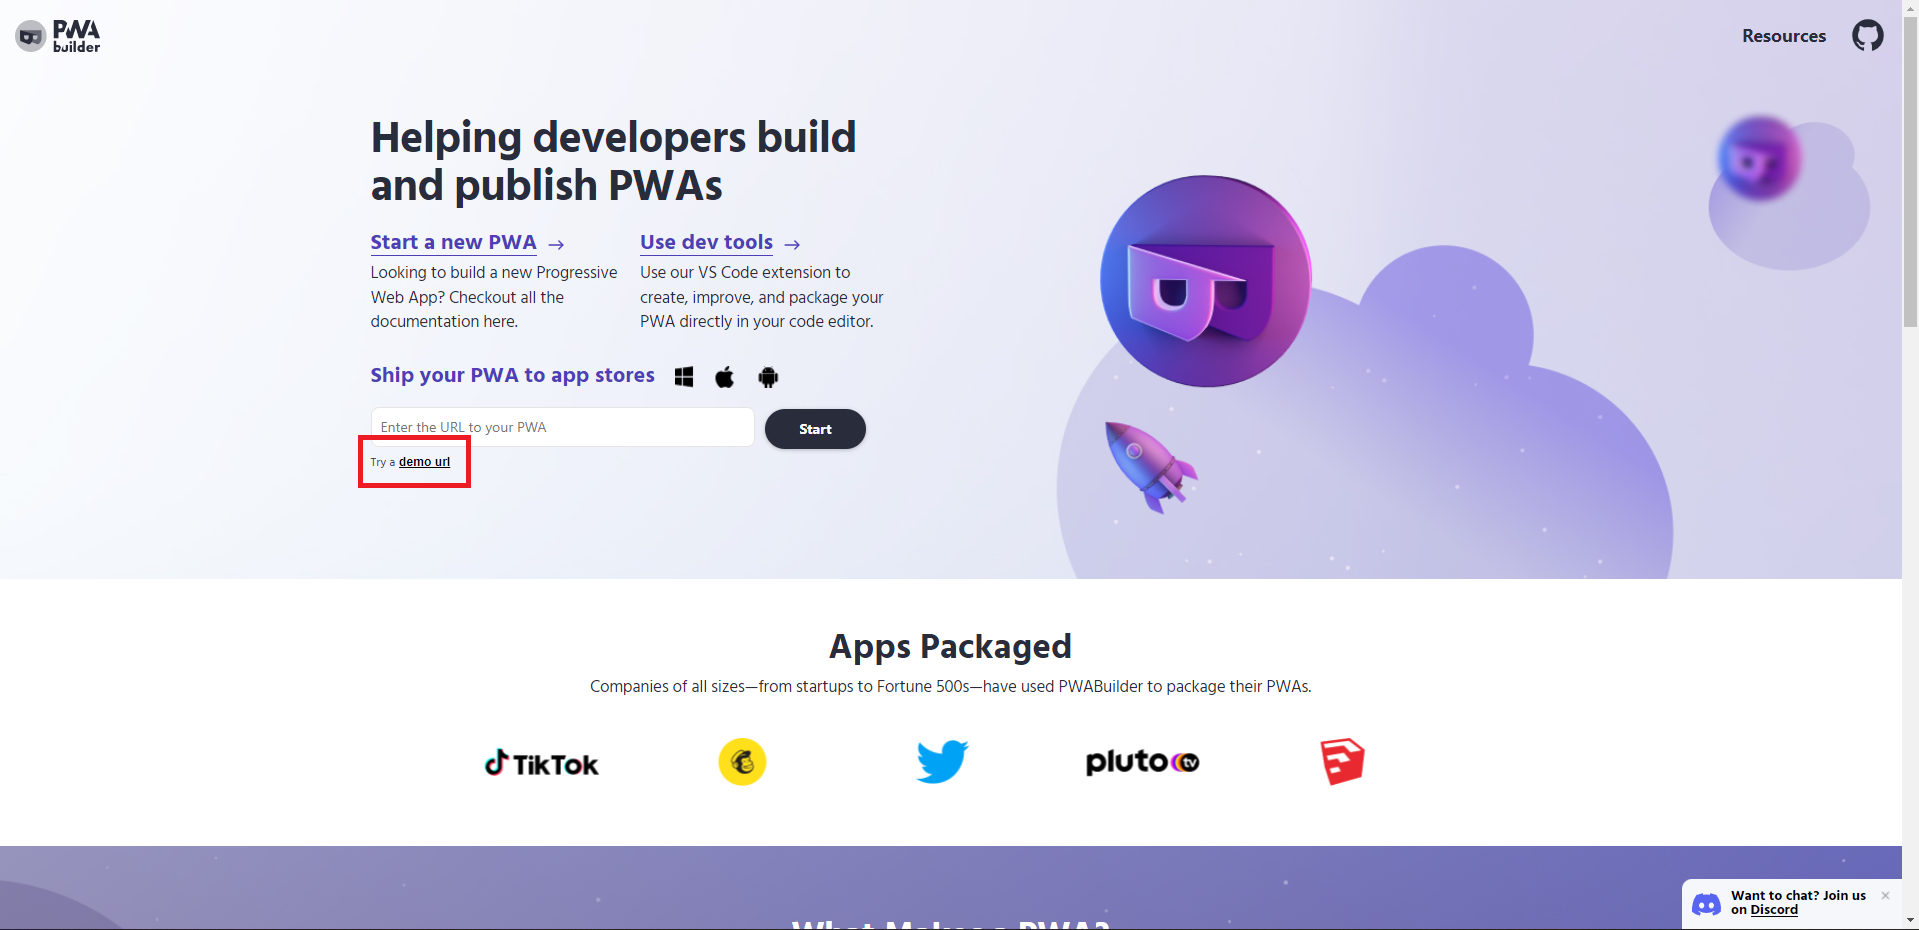 PWA
builder
Resources
Helping developers build
and publish PWAs
Start a new PWA →
Looking to build a new Progressive
Web App? Checkout all the
documentation here.
Use dev tools →
Use our VS Code extension to
create, improve, and package your
PWA directly in your code editor.
Ship your PWA to app stores
Enter the URL to your PWA
Start
Try a demo url
Apps Packaged
Companies of all sizes—from startups to Fortune 500s—have used PWABuilder to package their PWAs.
TikTok
pluto tv
What Makes a PWA?
Want to chat? Join us
on Discord